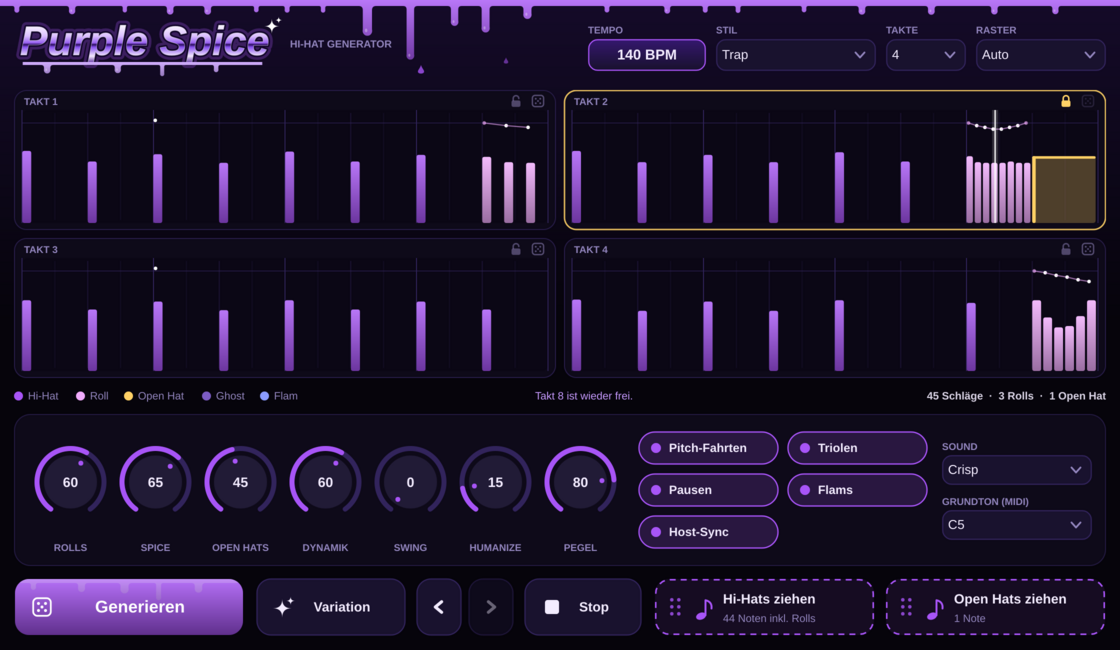 Purple Spice
HI-HAT GENERATOR
TEMPO
140 BPM
STIL
Trap
TAKTE
4
RASTER
Auto
TAKT 1
TAKT 2
TAKT 3
TAKT 4
Hi-Hat
Roll
Open Hat
Ghost
Flam
Takt 8 ist wieder frei.
45 Schläge · 3 Rolls · 1 Open Hat
60
ROLLS
65
SPICE
45
OPEN HATS
60
DYNAMIK
0
SWING
15
HUMANIZE
80
PEGEL
Pitch-Fahrten
Triolen
Pausen
Flams
Host-Sync
SOUND
Crisp
GRUNDTON (MIDI)
C5
Generieren
Variation
Stop
Hi-Hats ziehen
44 Noten inkl. Rolls
Open Hats ziehen
1 Note